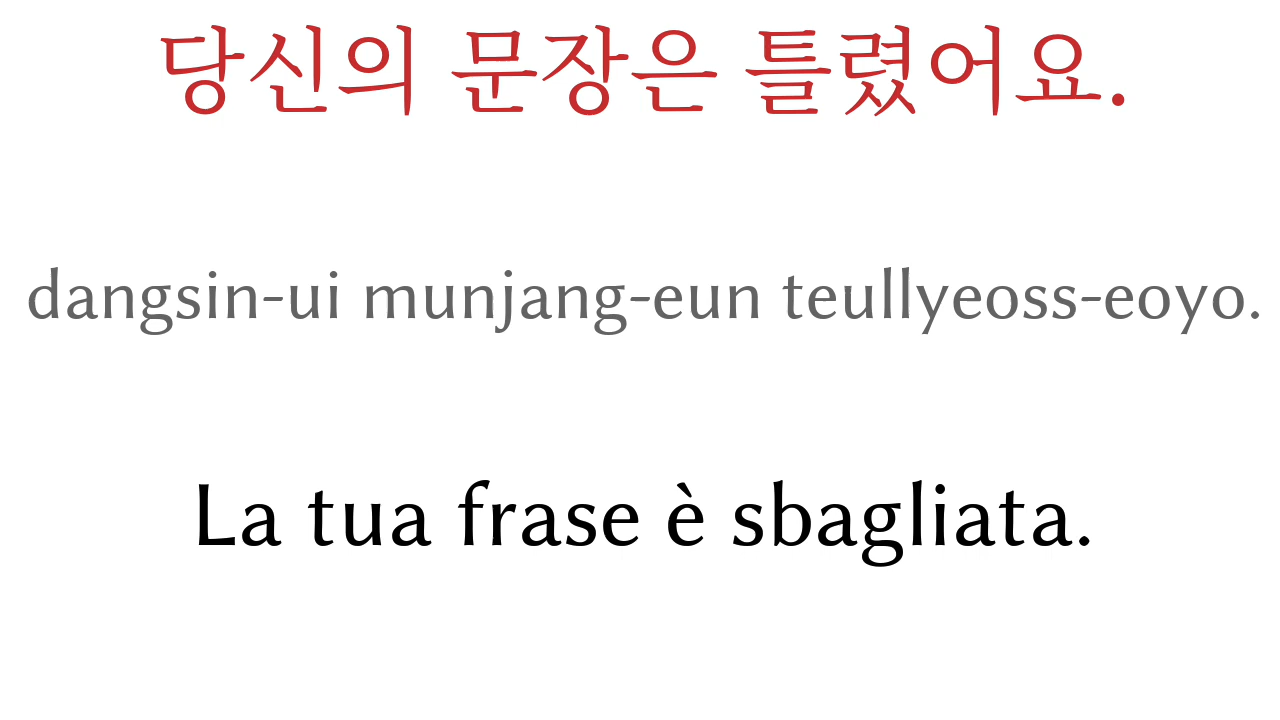 당신의 문장은 틀렸어요.
dangsin-ui munjang-eun teullyeoss-eoyo.
La tua frase è sbagliata.